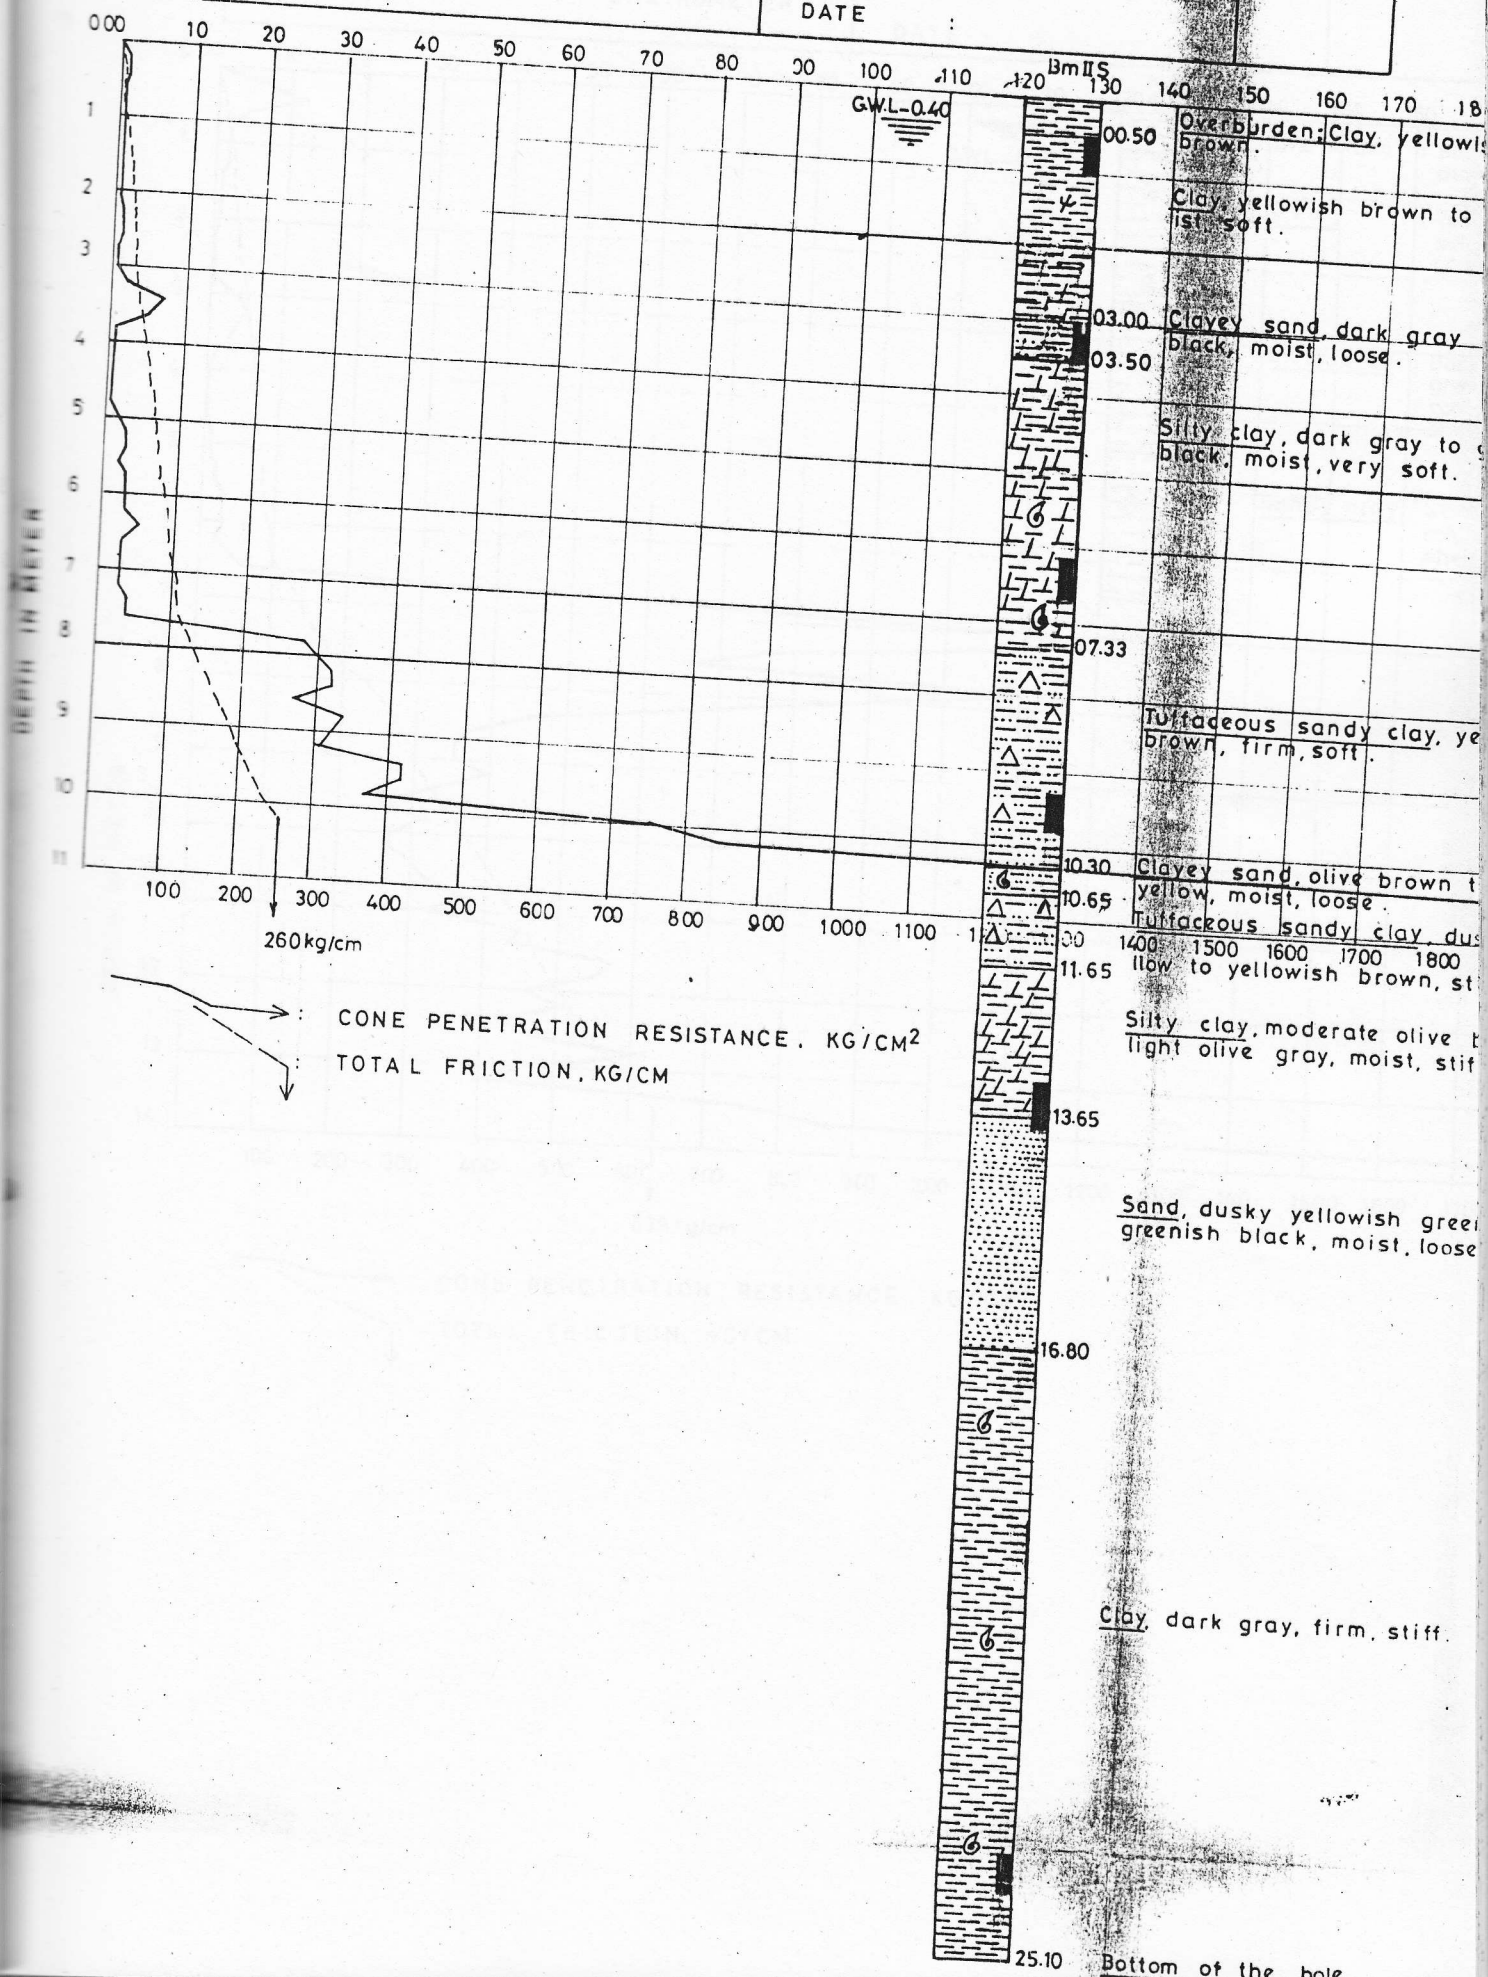 DATE :
000 10 20 30 40 50 60 70 80 90 100 110 120 130 140 150 160 170
BmIIS
G.W.L-0.40
1
2
3
4
5
6
7
8
9
10
11
DEPTH IN METER
00.50
Overburden; Clay,
brown.
Clay, yellowish brown to
ist, soft.
03.00
Clayey sand, dark gray
black, moist, loose.
03.50
Silty clay, dark gray to
black, moist, very soft.
07.33
Tuffaceous sandy clay,
brown, firm, soft.
10.30
Clayey sand, olive brown
yellow, moist, loose.
10.65
Tuffaceous sandy clay,
100 200 300 400 500 600 700 800 900 1000 1100 1400 1500 1600 1700 1800
11.65
llow to yellowish brown,
260kg/cm
: CONE PENETRATION RESISTANCE. KG/CM²
: TOTAL FRICTION, KG/CM
Silty clay, moderate olive
light olive gray, moist,
13.65
Sand, dusky yellowish
greenish black, moist, loose
16.80
Clay, dark gray, firm, stiff.
25.10
Bottom of the hole